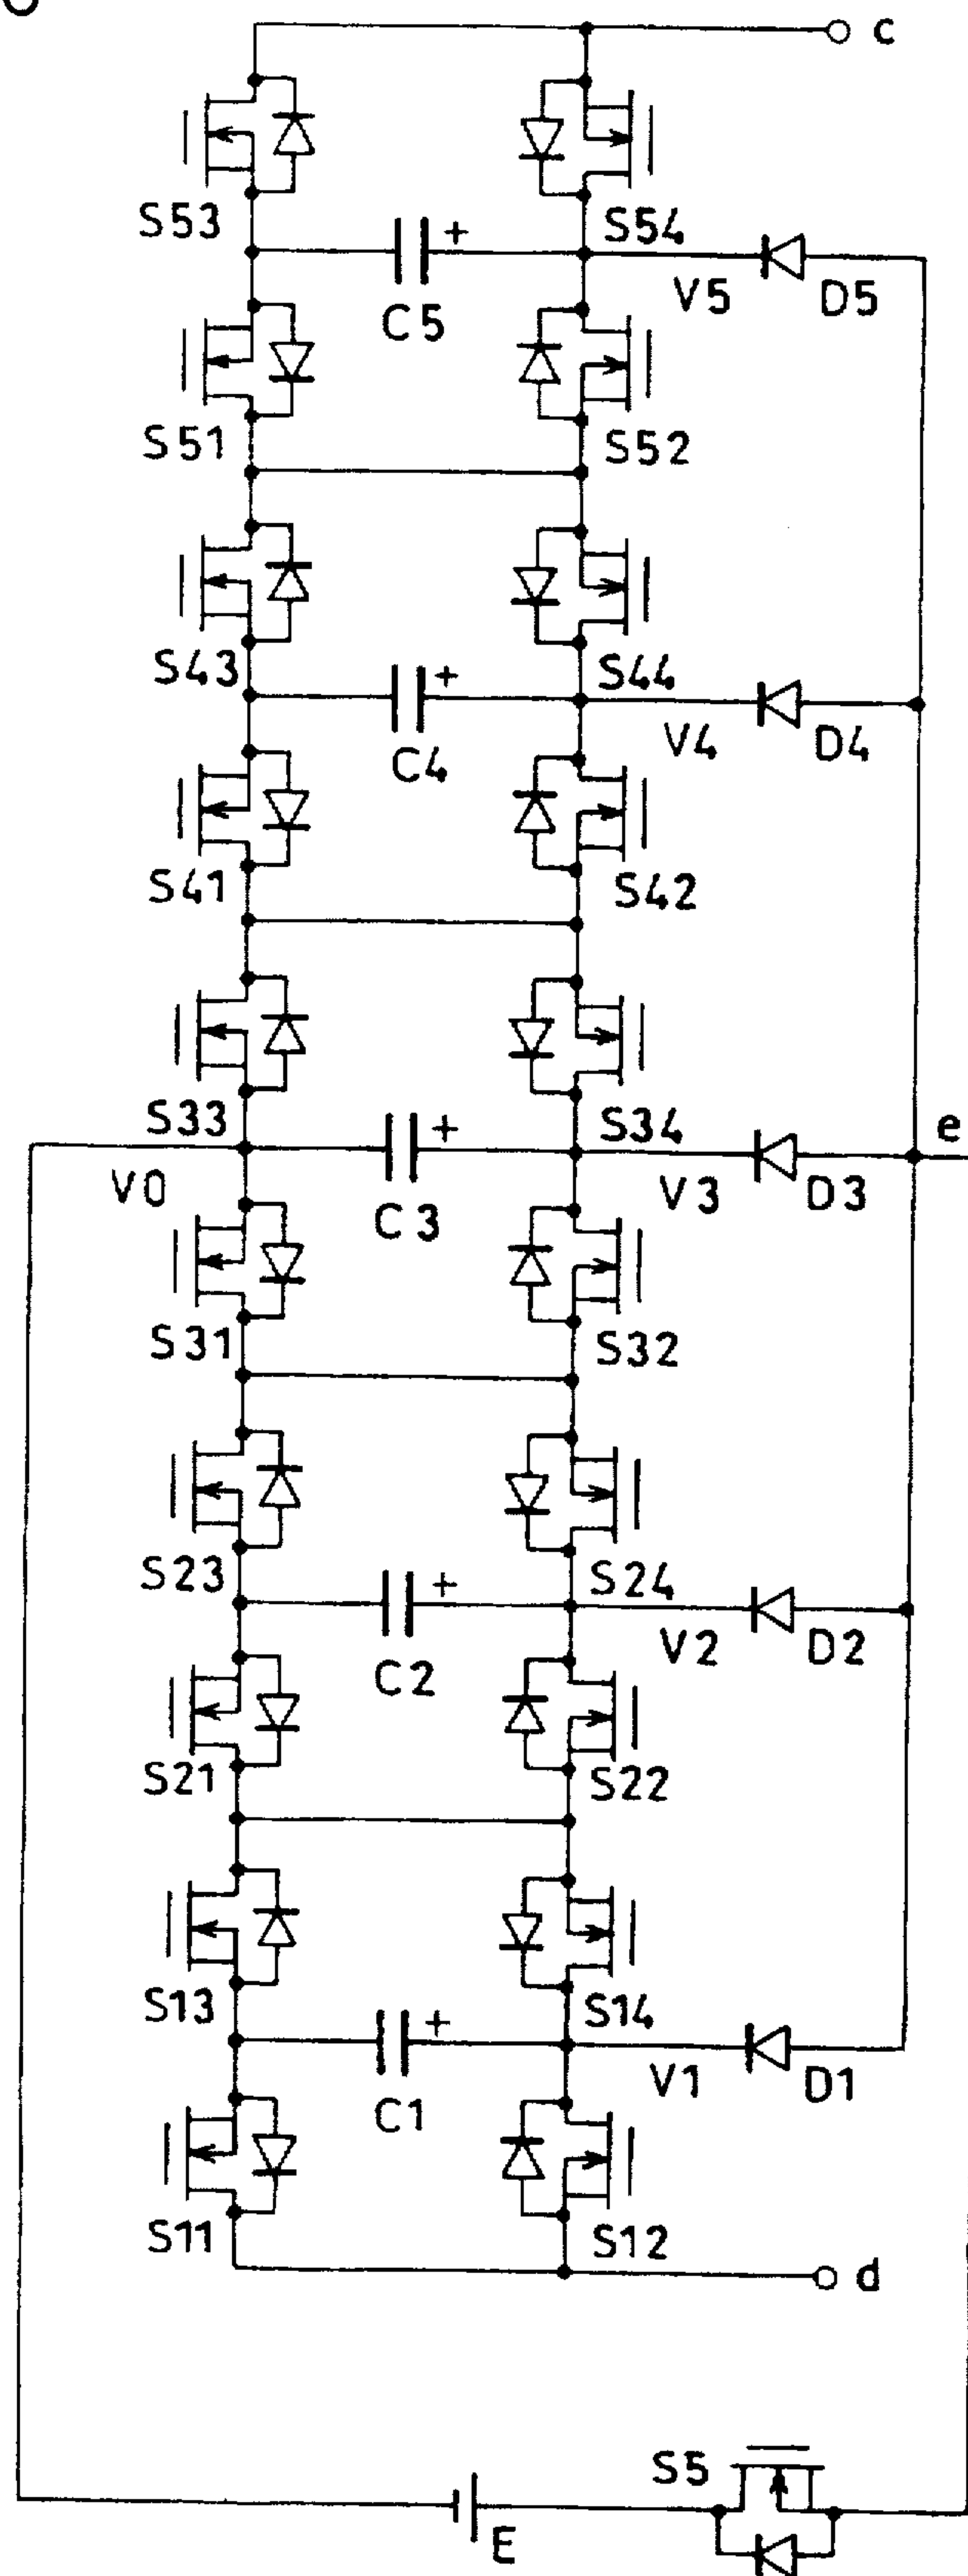 c
S53
S54
+
C5
V5
D5
S51
S52
S43
S44
+
C4
V4
D4
S41
S42
S33
S34
+
e
V0
C3
V3
D3
S31
S32
S23
S24
+
C2
V2
D2
S21
S22
S13
S14
+
C1
V1
D1
S11
S12
d
S5
E